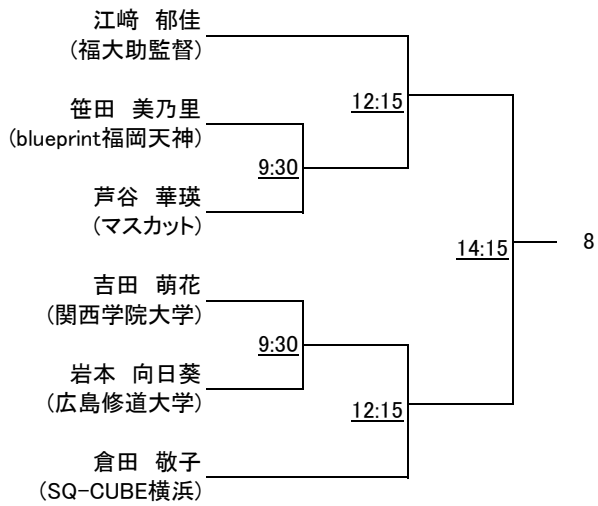 江﨑　郁佳
(福大助監督)
12:15
笹田　美乃里
(blueprint福岡天神)
9:30
芦谷　華瑛
(マスカット)
14:15
8
吉田　萌花
(関西学院大学)
9:30
岩本　向日葵
(広島修道大学)
12:15
倉田　敬子
(SQ-CUBE横浜)